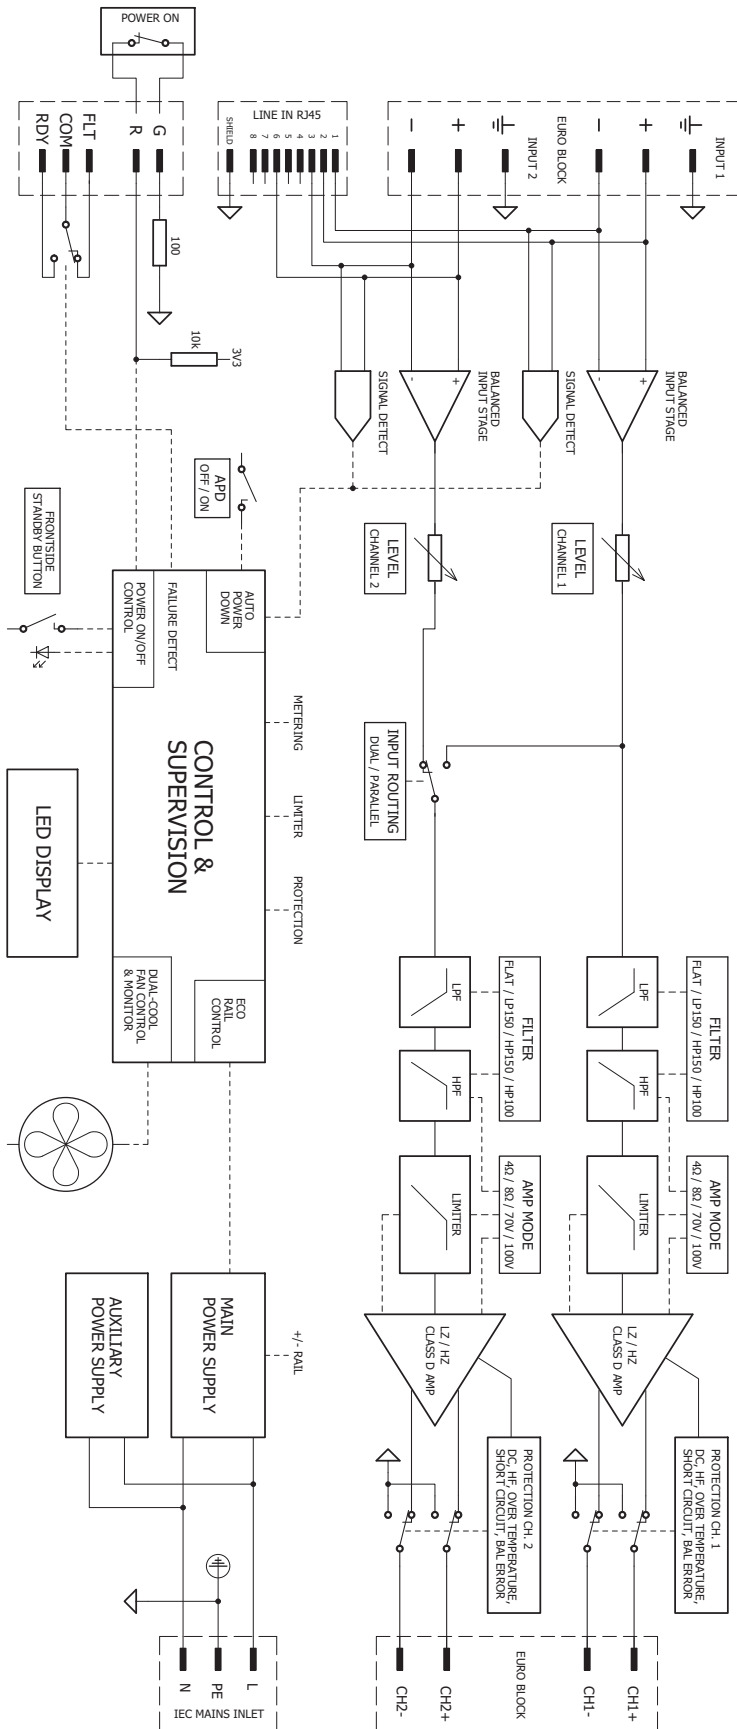 POWER ON
FLT
COM
RDY
R
G
LINE IN RJ45
SHIELD
8
7
6
5
4
3
2
1
INPUT 1
+
-
EURO BLOCK
INPUT 2
+
-
100
10k
3V3
BALANCED
INPUT STAGE
+
-
SIGNAL DETECT
BALANCED
INPUT STAGE
+
-
SIGNAL DETECT
APD
OFF / ON
FRONTSIDE
STANDBY BUTTON
LEVEL
CHANNEL 1
LEVEL
CHANNEL 2
AUTO
POWER
DOWN
FAILURE DETECT
POWER ON/OFF
CONTROL
METERING
LIMITER
PROTECTION
CONTROL &
SUPERVISION
LED DISPLAY
ECO
RAIL
CONTROL
DUAL-COOL
FAN CONTROL
& MONITOR
INPUT ROUTING
DUAL / PARALLEL
FILTER
FLAT / LP150 / HP150 / HP100
LPF
HPF
AMP MODE
4Ω / 8Ω / 70V / 100V
LIMITER
LZ / HZ
CLASS D AMP
PROTECTION CH. 1
DC, HF, OVER TEMPERATURE,
SHORT CIRCUIT, BAL ERROR
FILTER
FLAT / LP150 / HP150 / HP100
LPF
HPF
AMP MODE
4Ω / 8Ω / 70V / 100V
LIMITER
LZ / HZ
CLASS D AMP
PROTECTION CH. 2
DC, HF, OVER TEMPERATURE,
SHORT CIRCUIT, BAL ERROR
+/- RAIL
MAIN
POWER SUPPLY
AUXILIARY
POWER SUPPLY
CH1+
CH1-
EURO BLOCK
CH2+
CH2-
L
PE
N
IEC MAINS INLET